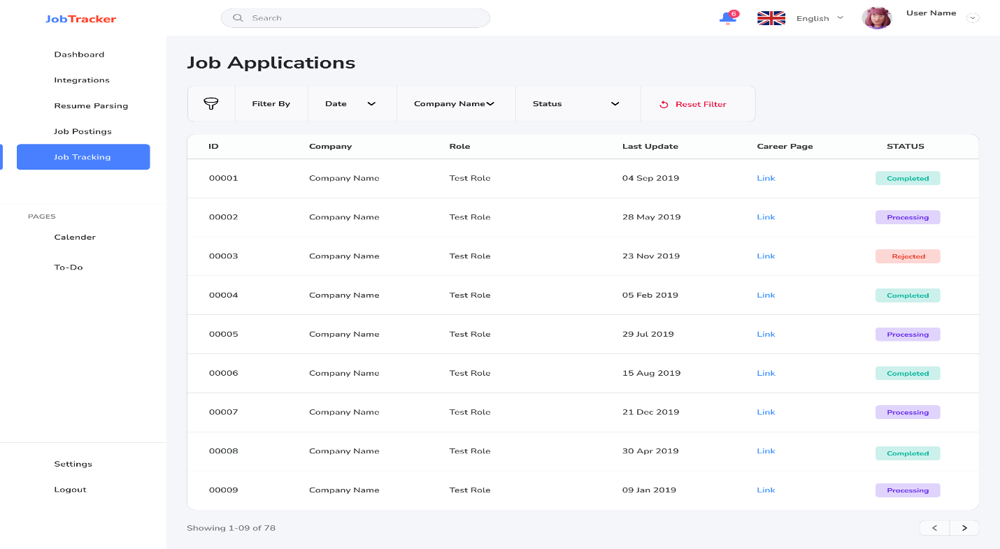 JobTracker
Search
6
English
User Name
Dashboard
Integrations
Resume Parsing
Job Postings
Job Tracking
PAGES
Calender
To-Do
Settings
Logout
Job Applications
Filter By Date Company Name Status Reset Filter
ID Company Role Last Update Career Page STATUS
00001 Company Name Test Role 04 Sep 2019 Link Completed
00002 Company Name Test Role 28 May 2019 Link Processing
00003 Company Name Test Role 23 Nov 2019 Link Rejected
00004 Company Name Test Role 05 Feb 2019 Link Completed
00005 Company Name Test Role 29 Jul 2019 Link Processing
00006 Company Name Test Role 15 Aug 2019 Link Completed
00007 Company Name Test Role 21 Dec 2019 Link Processing
00008 Company Name Test Role 30 Apr 2019 Link Completed
00009 Company Name Test Role 09 Jan 2019 Link Processing
Showing 1-09 of 78